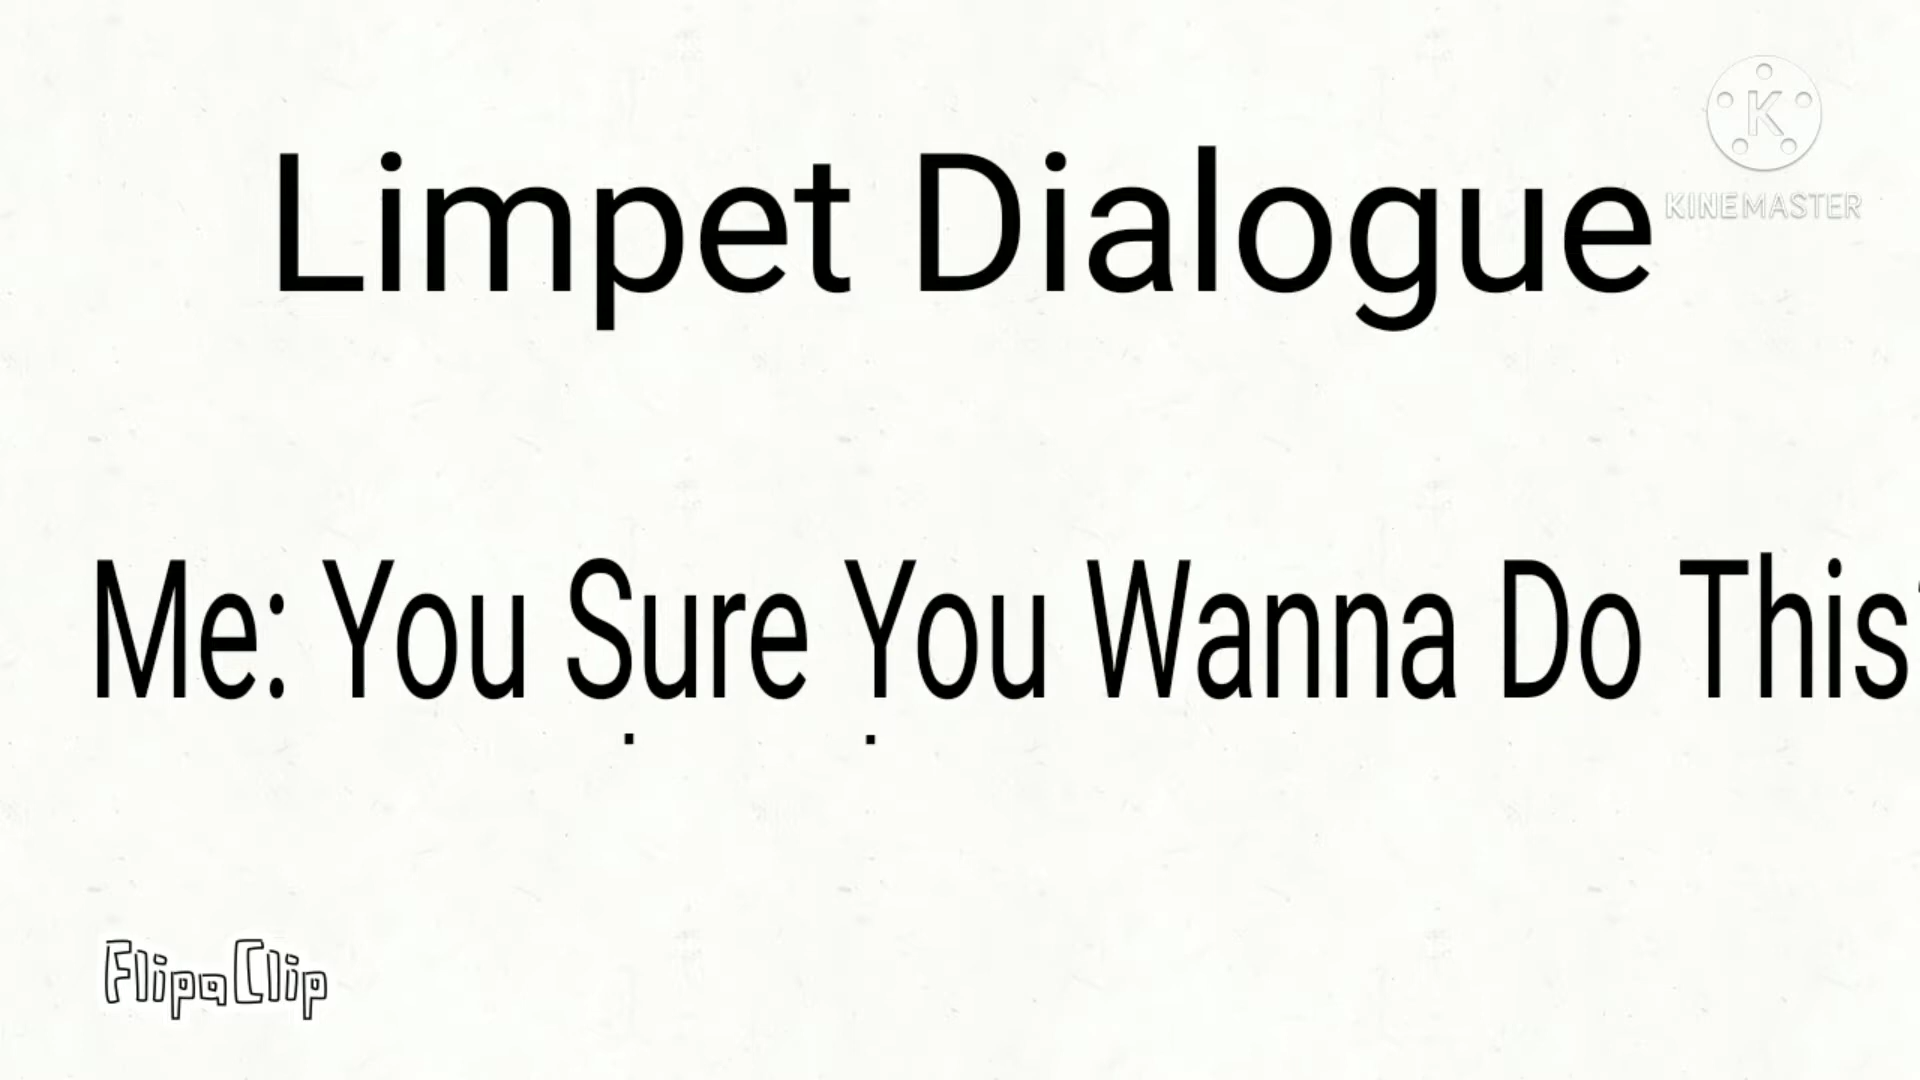 K
KINEMASTER
Limpet Dialogue
Me: You Sure You Wanna Do This
FlipaClip